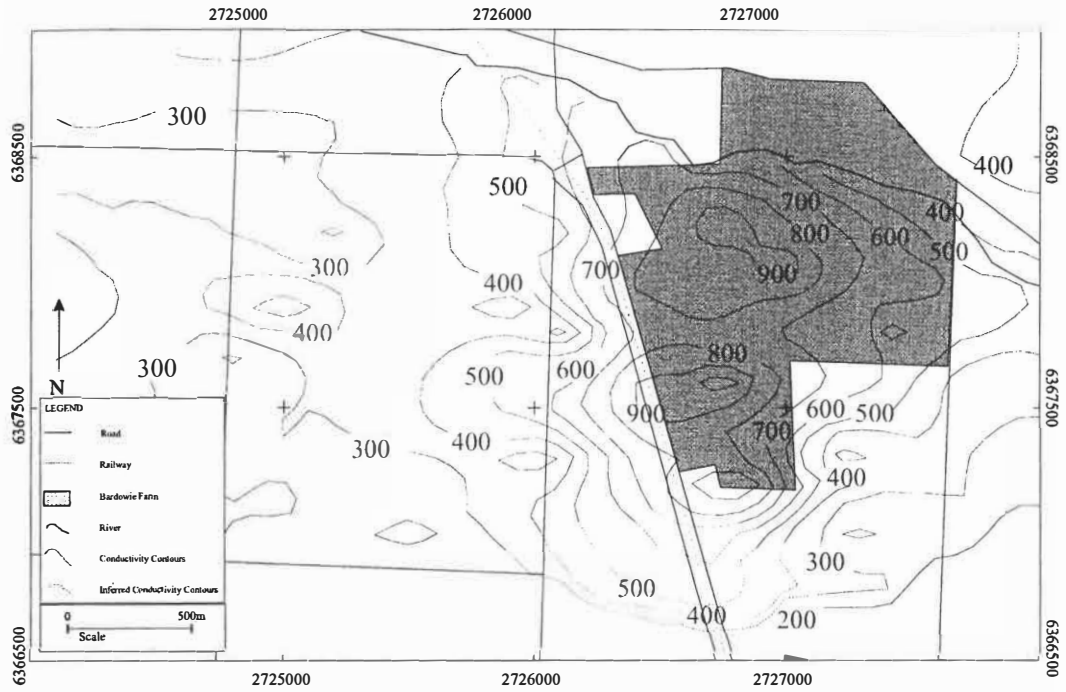 2725000 2726000 2727000
300
400
6368500 6368500
500
700 400
800 600
500
300 700
900
400
400
800
300 500 600
N
900 600 500
LEGEND
Road
Railway
Bardowie Farm
River
Conductivity Contours
Inferred Conductivity Contours
0 500m
Scale
6367500 6367500
300 400 700
400
300
500
400 200
6366500 6366500
2725000 2726000 2727000